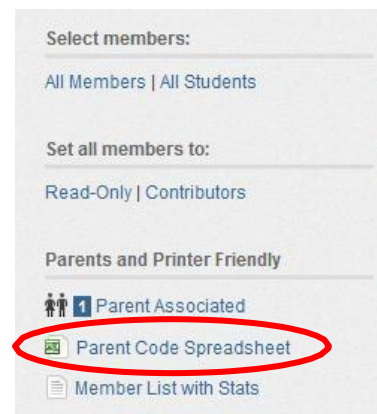 Select members:
All Members | All Students
Set all members to:
Read-Only | Contributors
Parents and Printer Friendly
1 Parent Associated
Parent Code Spreadsheet
Member List with Stats